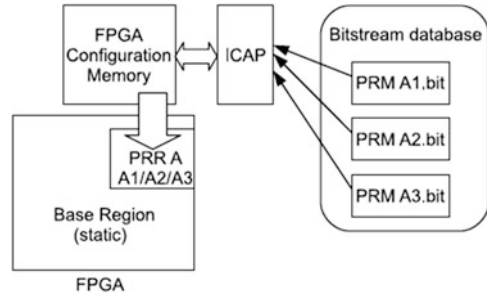 FPGA
Configuration
Memory
ICAP
Bitstream database
PRM A1.bit
PRM A2.bit
PRM A3.bit
PRR A
A1/A2/A3
Base Region
(static)
FPGA